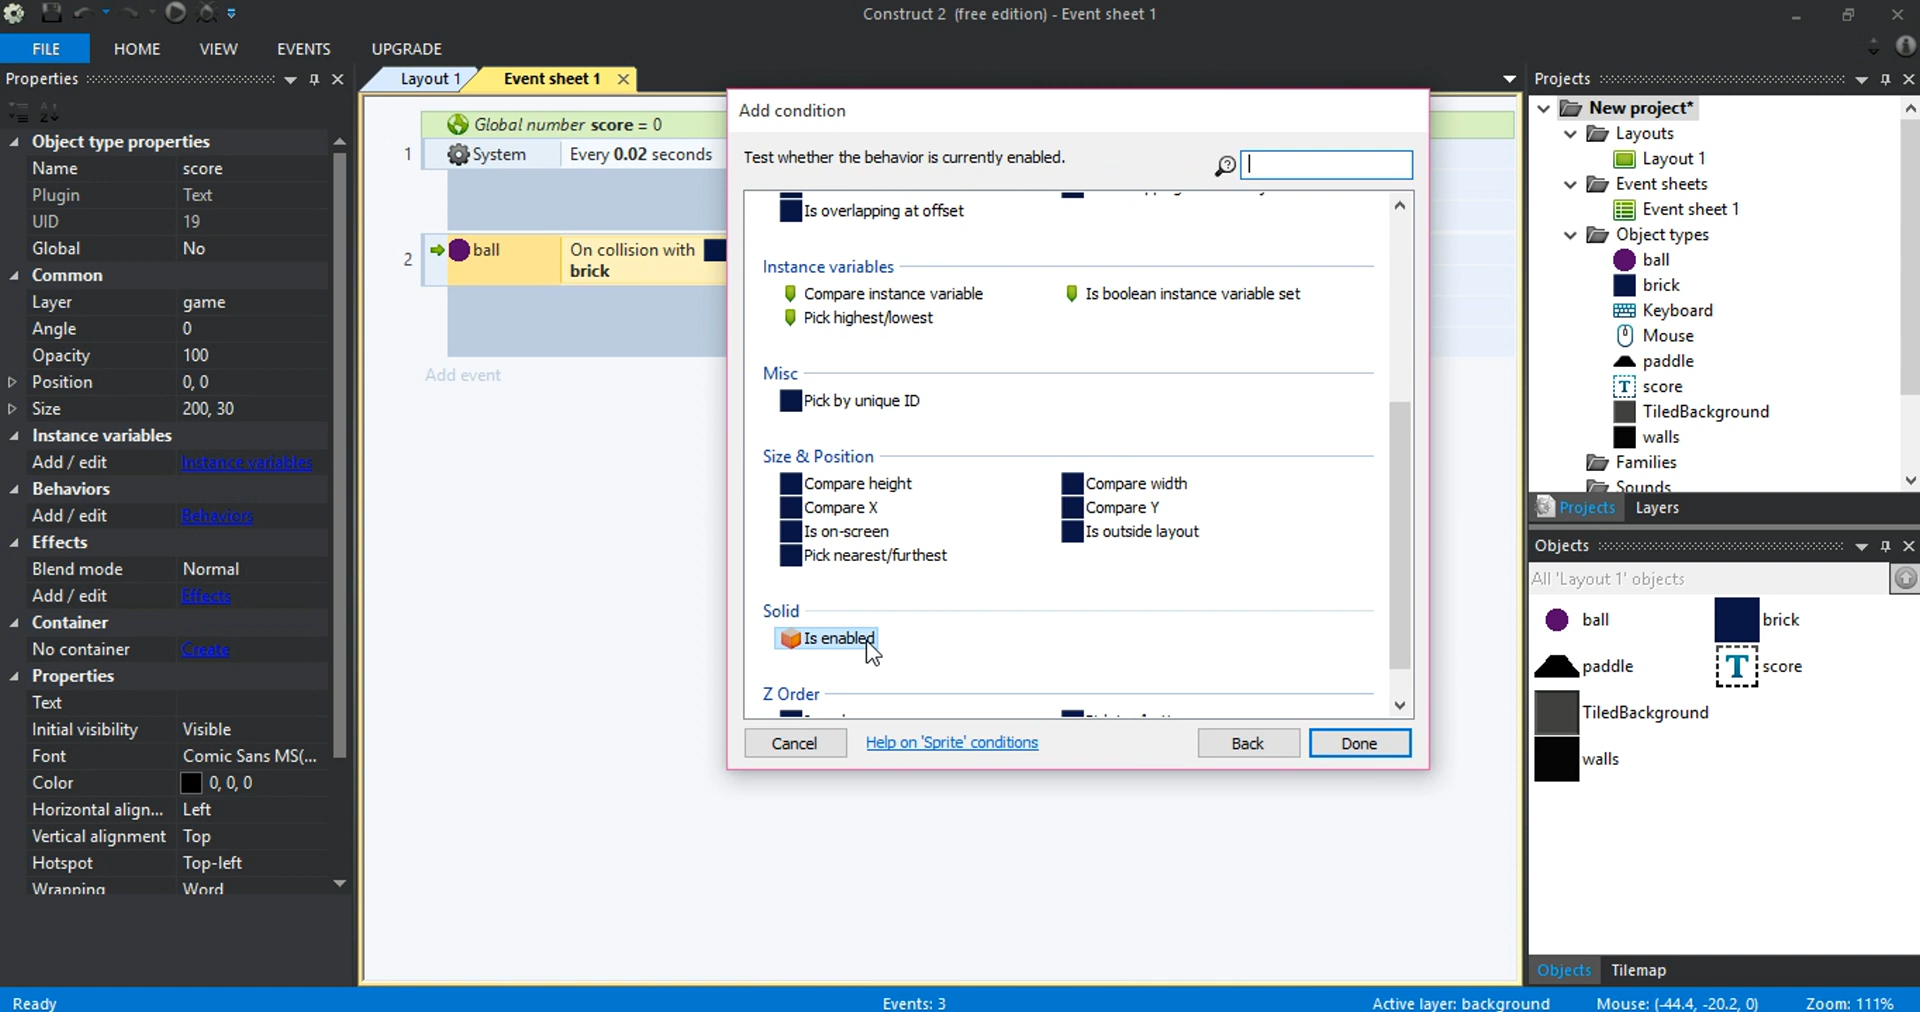 Construct 2 (free edition) - Event sheet 1
FILE HOME VIEW EVENTS UPGRADE
Properties
Object type properties
Name score
Plugin Text
UID 19
Global No
Common
Layer game
Angle 0
Opacity 100
Position 0, 0
Size 200, 30
Instance variables
Add / edit Instance variables
Behaviors
Add / edit Behaviors
Effects
Blend mode Normal
Add / edit Effects
Container
No container Create
Properties
Text
Initial visibility Visible
Font Comic Sans MS(...
Color 0, 0, 0
Horizontal align... Left
Vertical alignment Top
Hotspot Top-left
Wrapping Word
Layout 1 Event sheet 1
Global number score = 0
1 System Every 0.02 seconds
2 ball On collision with
brick
Add event
Add condition
Test whether the behavior is currently enabled.
Is overlapping at offset
Instance variables
Compare instance variable Is boolean instance variable set
Pick highest/lowest
Misc
Pick by unique ID
Size & Position
Compare height Compare width
Compare X Compare Y
Is on-screen Is outside layout
Pick nearest/furthest
Solid
Is enabled
Z Order
Cancel Help on 'Sprite' conditions Back Done
Projects
New project*
Layouts
Layout 1
Event sheets
Event sheet 1
Object types
ball
brick
Keyboard
Mouse
paddle
score
TiledBackground
walls
Families
Sounds
Projects Layers
Objects
All 'Layout 1' objects
ball brick
paddle T score
TiledBackground
walls
Objects Tilemap
Ready Events: 3 Active layer: background Mouse: (-44.4, -20.2, 0) Zoom: 111%